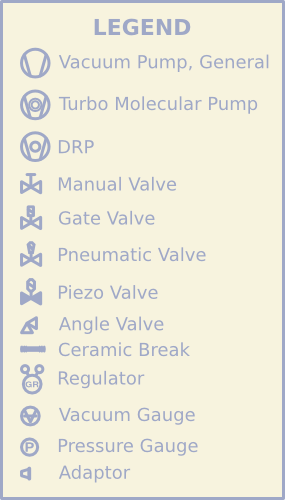 LEGEND
Vacuum Pump, General
Turbo Molecular Pump
DRP
Manual Valve
Gate Valve
Pneumatic Valve
Piezo Valve
Angle Valve
Ceramic Break
GR Regulator
Vacuum Gauge
P Pressure Gauge
Adaptor